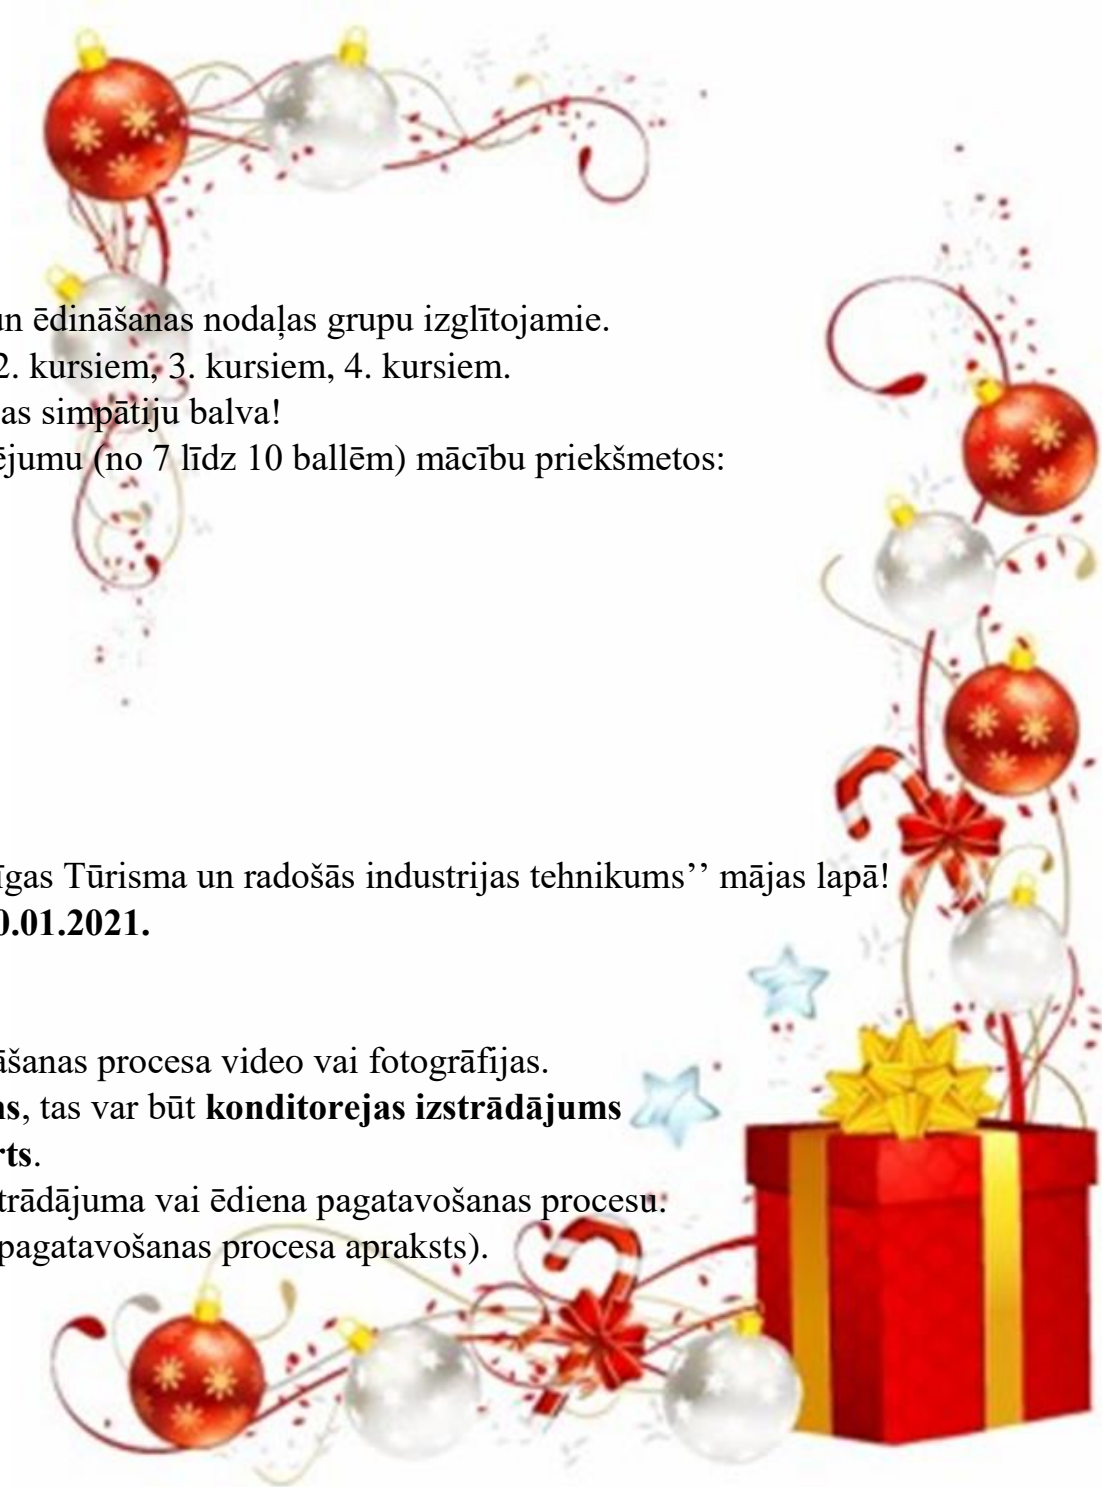 un ēdināšanas nodaļas grupu izglītojamie.
2. kursiem, 3. kursiem, 4. kursiem.
as simpātiju balva!
ējumu (no 7 līdz 10 ballēm) mācību priekšmetos:
īgas Tūrisma un radošās industrijas tehnikums’’ mājas lapā!
0.01.2021.
āšanas procesa video vai fotogrāfijas.
ns, tas var būt konditorejas izstrādājums
rts.
trādājuma vai ēdiena pagatavošanas procesu.
pagatavošanas procesa apraksts).